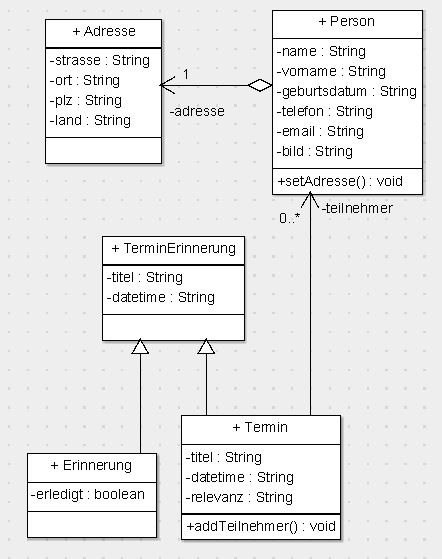 + Adresse
-strasse : String
-ort : String
-plz : String
-land : String
+ Person
-name : String
-vorname : String
-geburtsdatum : String
-telefon : String
-email : String
-bild : String
+setAdresse() : void
1
-adresse
0..*
-teilnehmer
+ TerminErinnerung
-titel : String
-datetime : String
+ Erinnerung
-erledigt : boolean
+ Termin
-titel : String
-datetime : String
-relevanz : String
+addTeilnehmer() : void